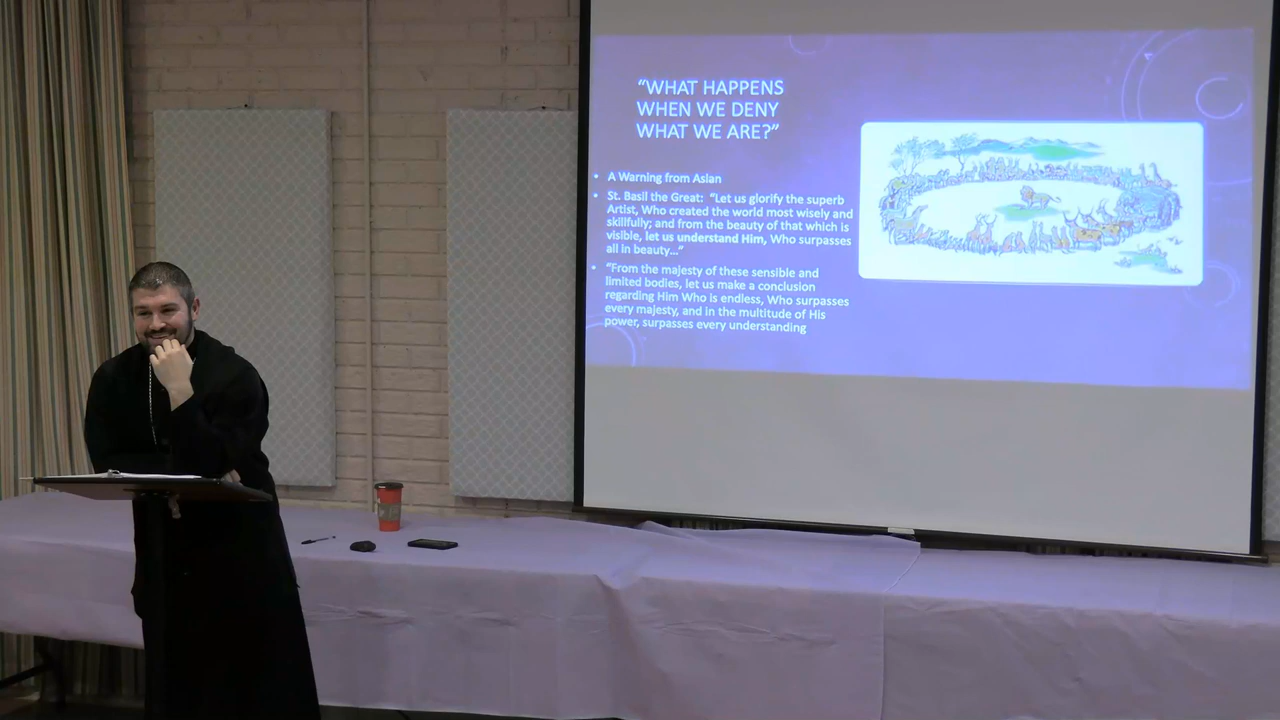 “WHAT HAPPENS
WHEN WE DENY
WHAT WE ARE?”
• A Warning from Aslan
• St. Basil the Great: “Let us glorify the superb
Artist, Who created the world most wisely and
skillfully; and from the beauty of that which is
visible, let us understand Him, Who surpasses
all in beauty...”
• “From the majesty of these sensible and
limited bodies, let us make a conclusion
regarding Him Who is endless, Who surpasses
every majesty, and in the multitude of His
power, surpasses every understanding